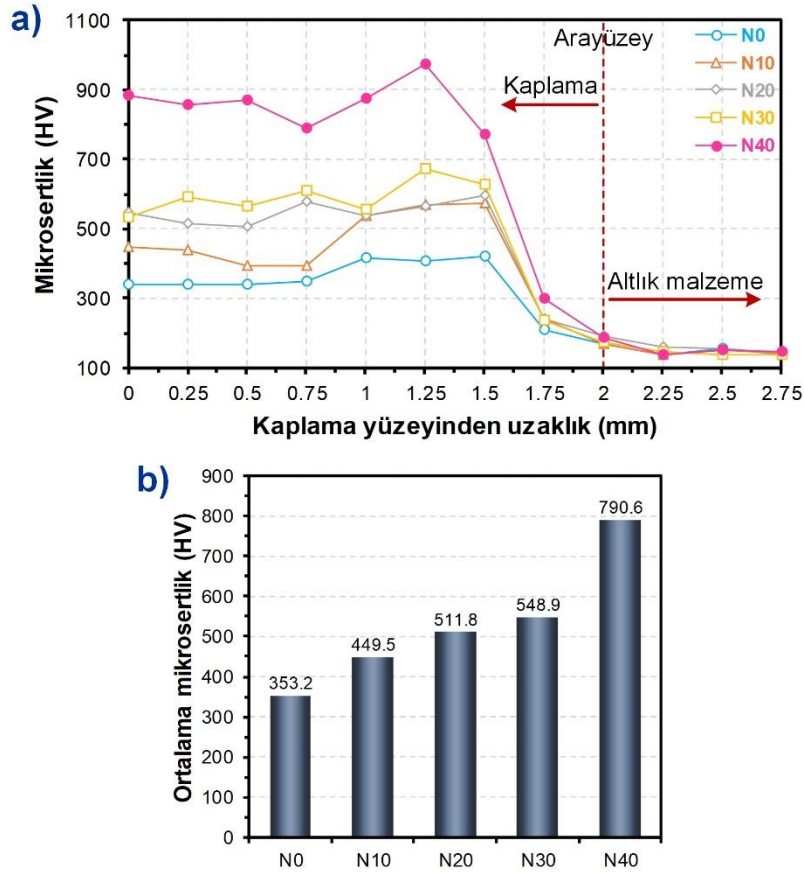 a)
Mikrosertlik (HV)
1100
900
700
500
300
100
Arayüzey
Kaplama
Altlık malzeme
N0
N10
N20
N30
N40
0 0.25 0.5 0.75 1 1.25 1.5 1.75 2 2.25 2.5 2.75
Kaplama yüzeyinden uzaklık (mm)
b)
Ortalama mikrosertlik (HV)
900
800
700
600
500
400
300
200
100
0
353.2
449.5
511.8
548.9
790.6
N0 N10 N20 N30 N40